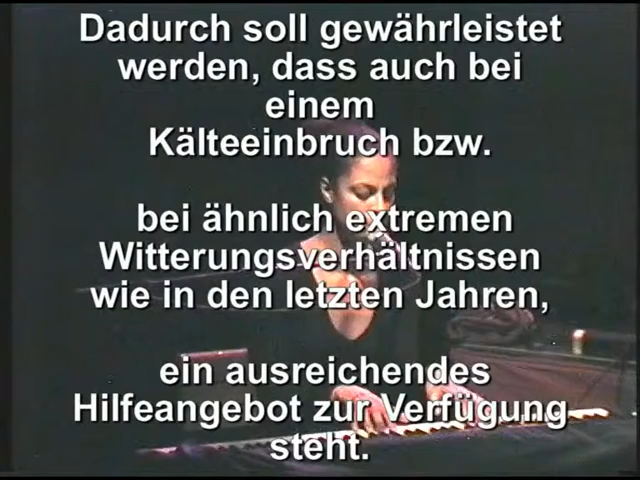 Dadurch soll gewährleistet
werden, dass auch bei
einem
Kälteeinbruch bzw.
bei ähnlich extremen
Witterungsverhältnissen
wie in den letzten Jahren,
ein ausreichendes
Hilfeangebot zur Verfügung
steht.